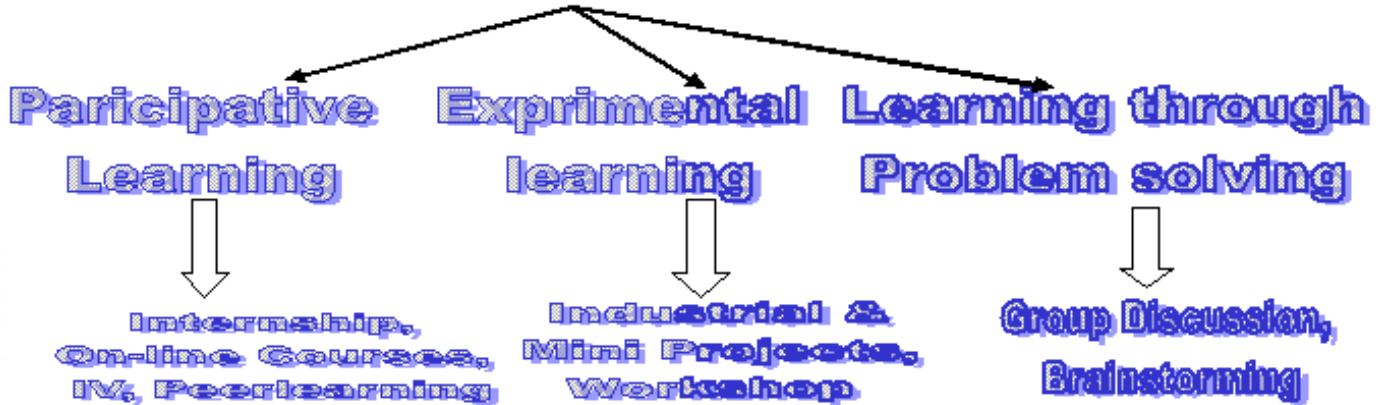 Paricipative
Learning
Exprimental
learning
Learning through
Problem solving
Internship,
On-line Courses,
IV, Peerlearning
Industrial &
Mini Projects,
Workshop
Group Discussion,
Brainstorming